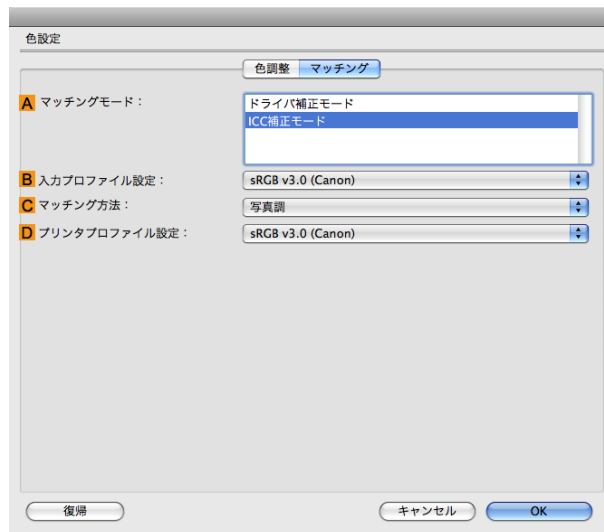 色設定
色調整 マッチング
A マッチングモード：
ドライバ補正モード
ICC補正モード
B 入力プロファイル設定： sRGB v3.0 (Canon)
C マッチング方法： 写真調
D プリンタプロファイル設定： sRGB v3.0 (Canon)
復帰 キャンセル OK